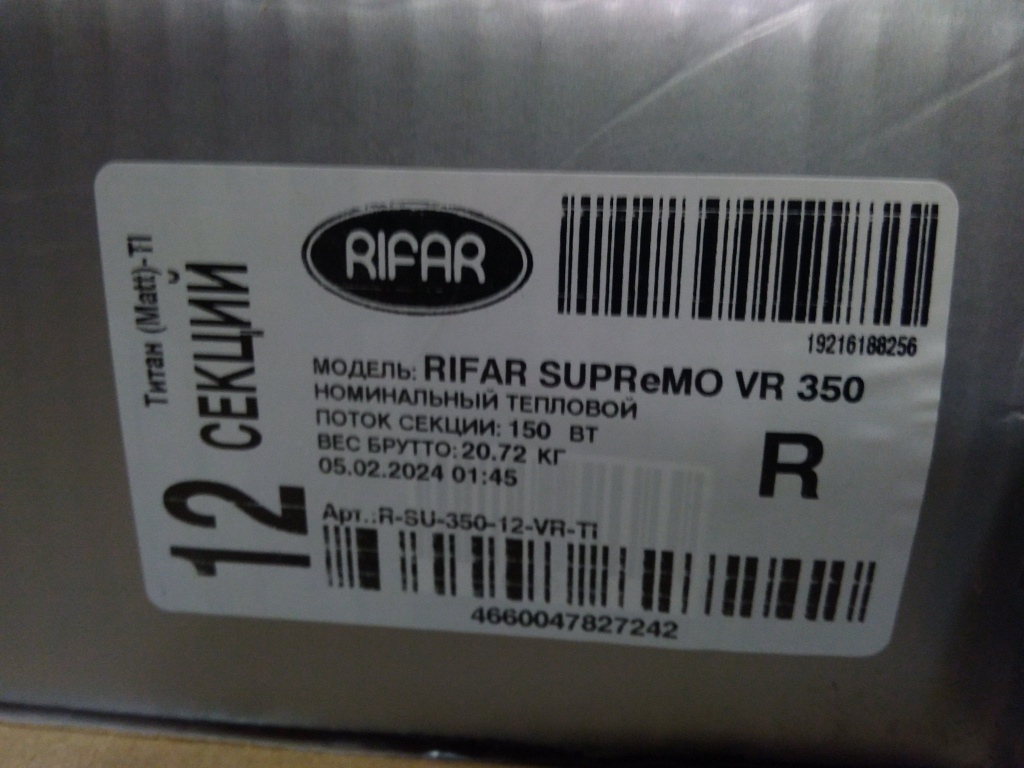 Титан (Matt)-TI
12 СЕКЦИЙ
RIFAR
19216188256
МОДЕЛЬ: RIFAR SUPReMO VR 350
НОМИНАЛЬНЫЙ ТЕПЛОВОЙ
ПОТОК СЕКЦИИ: 150 ВТ
ВЕС БРУТТО: 20.72 КГ
05.02.2024 01:45
R
Арт.:R-SU-350-12-VR-TI
4660047827242